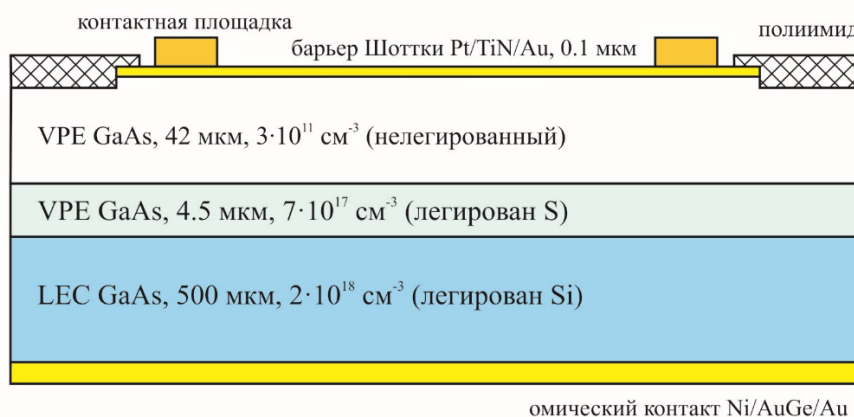 контактная площадка
барьер Шоттки Pt/TiN/Au, 0.1 мкм
полиимид
VPE GaAs, 42 мкм, 3·10¹¹ см⁻³ (нелегированный)
VPE GaAs, 4.5 мкм, 7·10¹⁷ см⁻³ (легирован S)
LEC GaAs, 500 мкм, 2·10¹⁸ см⁻³ (легирован Si)
омический контакт Ni/AuGe/Au